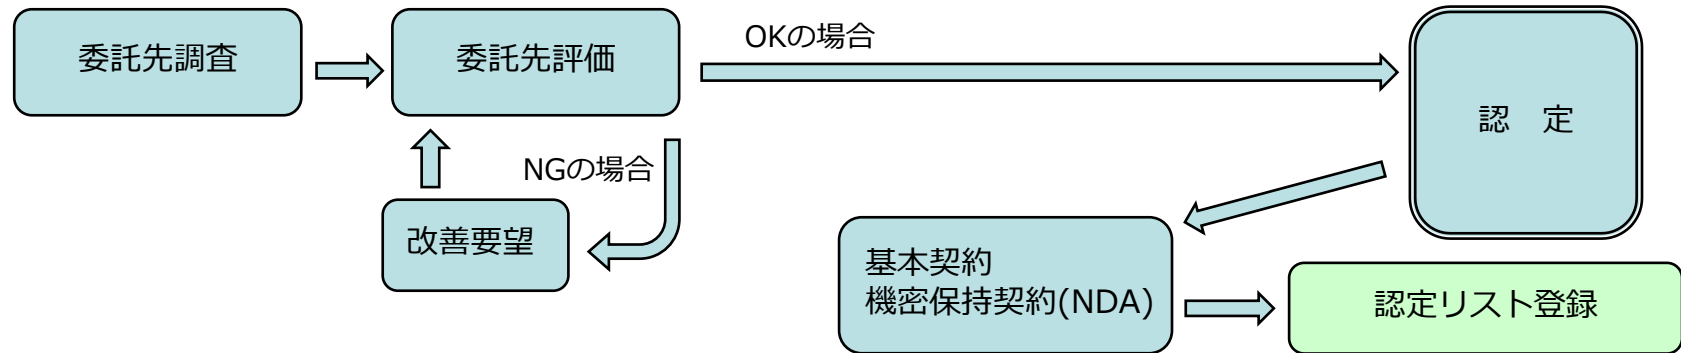 委託先調査
委託先評価
OKの場合
認　定
NGの場合
改善要望
基本契約
機密保持契約(NDA)
認定リスト登録